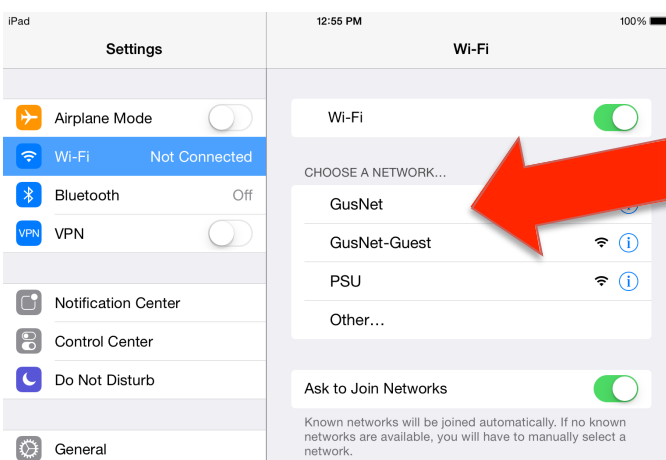 iPad 12:55 PM 100%
Settings
Wi-Fi
Airplane Mode
Wi-Fi Not Connected
Bluetooth Off
VPN VPN
Notification Center
Control Center
Do Not Disturb
General
Wi-Fi
CHOOSE A NETWORK...
GusNet
GusNet-Guest
PSU
Other...
Ask to Join Networks
Known networks will be joined automatically. If no known
networks are available, you will have to manually select a
network.